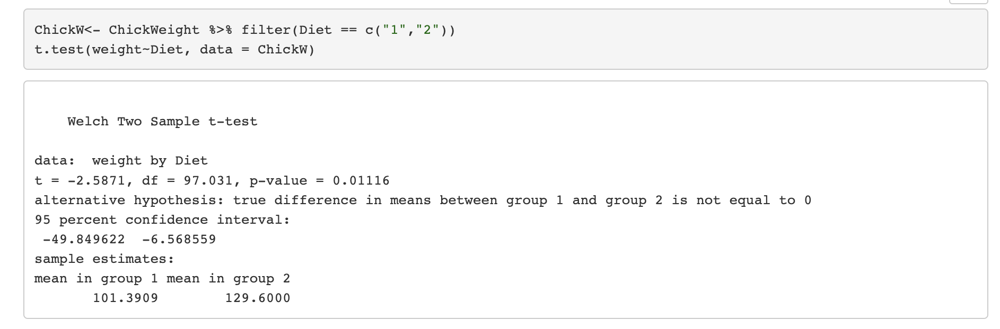 ChickW<- ChickWeight %>% filter(Diet == c("1","2"))
t.test(weight~Diet, data = ChickW)
Welch Two Sample t-test
data:  weight by Diet
t = -2.5871, df = 97.031, p-value = 0.01116
alternative hypothesis: true difference in means between group 1 and group 2 is not equal to 0
95 percent confidence interval:
-49.849622  -6.568559
sample estimates:
mean in group 1 mean in group 2
101.3909        129.6000